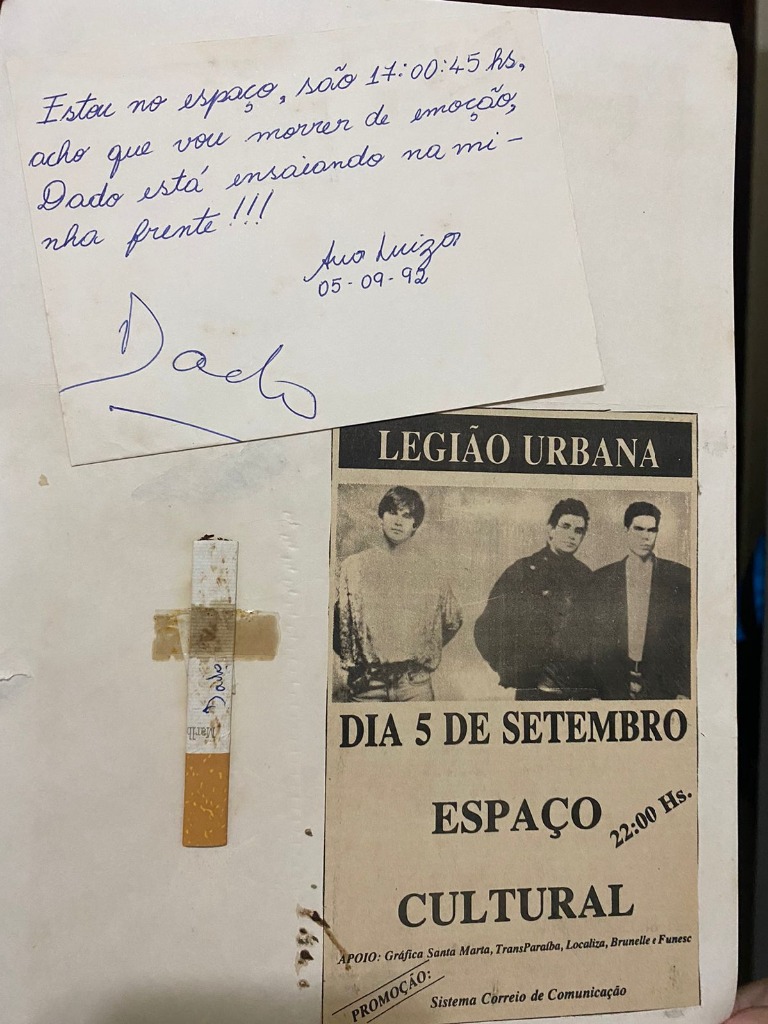 Estou no espaço, são 17:00:45 hs,
acho que vou morrer de emoção,
Dado está ensaiando na mi-
nha frente!!!
Ana Luiza
05-09-92
Dado
LEGIÃO URBANA
Dado
Marlb
DIA 5 DE SETEMBRO
ESPAÇO
22:00 Hs.
CULTURAL
APOIO: Gráfica Santa Marta, TransParaíba, Localiza, Brunelle e Funesc
PROMOÇÃO:
Sistema Correio de Comunicação